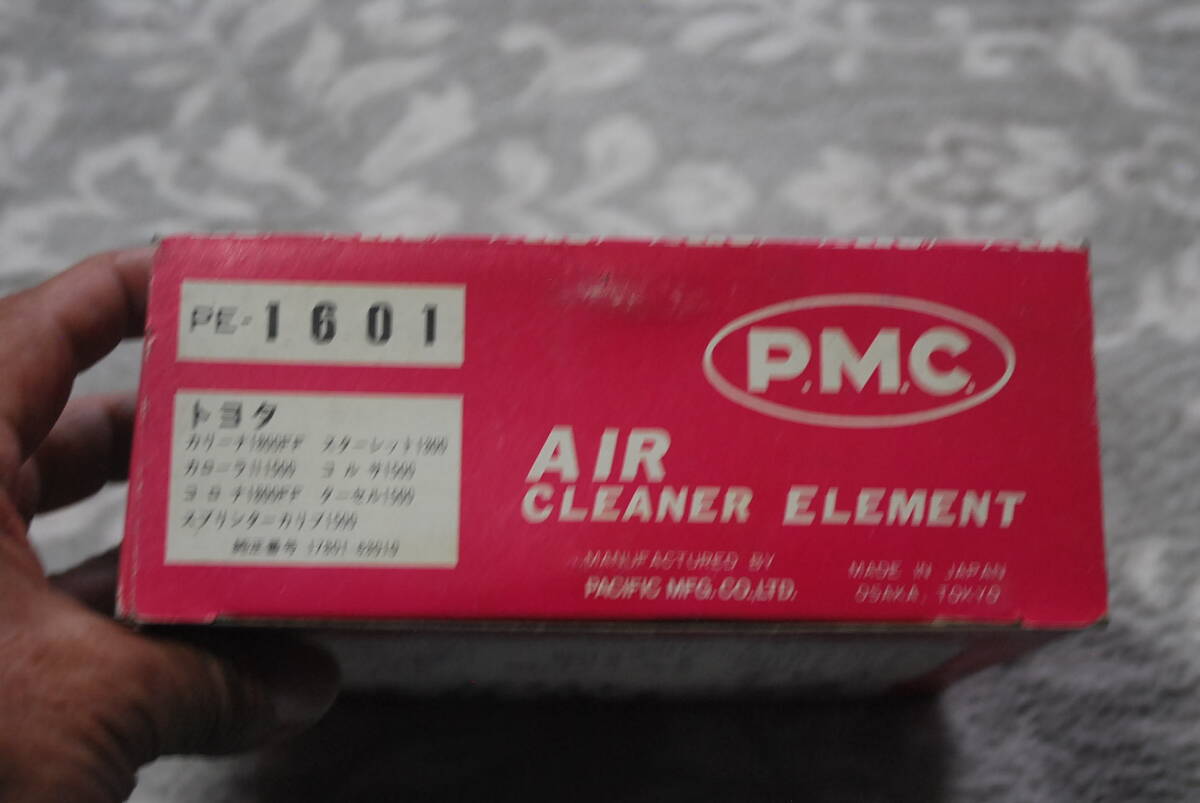 PE-1601
トヨタ
カリーナ1800FF スターレット1300
カローラII1500 コルサ1500
コロナ1800FF ターセル1500
スプリンターカリブ1500
純正番号 17801
P.M.C.
AIR
CLEANER ELEMENT
MANUFACTURED BY
PACIFIC MFG. CO., LTD.
MADE IN JAPAN
OSAKA, TOKYO